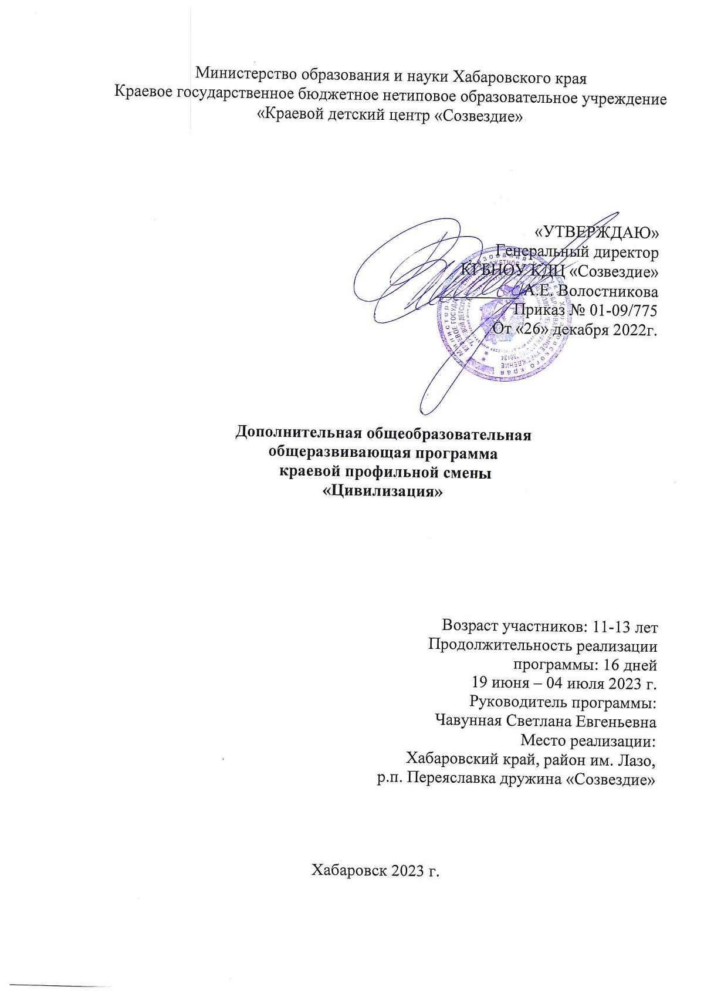 Министерство образования и науки Хабаровского края
Краевое государственное бюджетное нетиповое образовательное учреждение
«Краевой детский центр «Созвездие»
«УТВЕРЖДАЮ»
Генеральный директор
КГБНОУ КДЦ «Созвездие»
/А.Е. Волостникова
Приказ № 01-09/775
От «26» декабря 2022г.
Дополнительная общеобразовательная
общеразвивающая программа
краевой профильной смены
«Цивилизация»
Возраст участников: 11-13 лет
Продолжительность реализации
программы: 16 дней
19 июня – 04 июля 2023 г.
Руководитель программы:
Чавунная Светлана Евгеньевна
Место реализации:
Хабаровский край, район им. Лазо,
р.п. Переяславка дружина «Созвездие»
Хабаровск 2023 г.